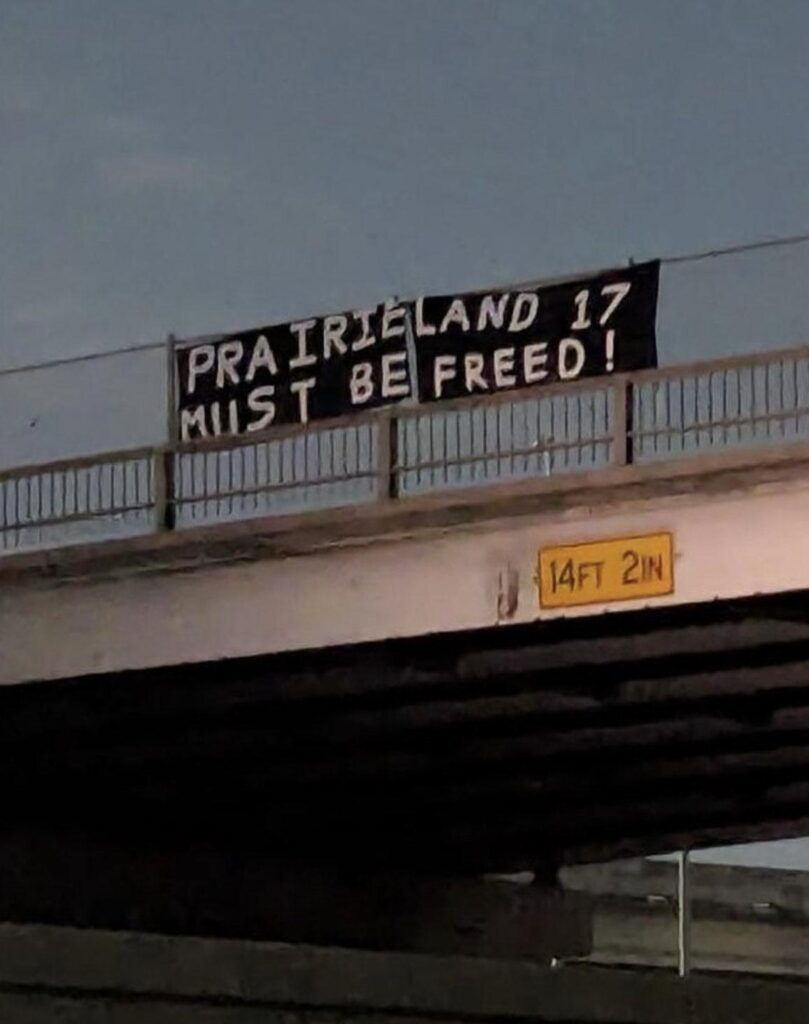 PRAIRIELAND 17
MUST BE FREED!
14FT 2IN